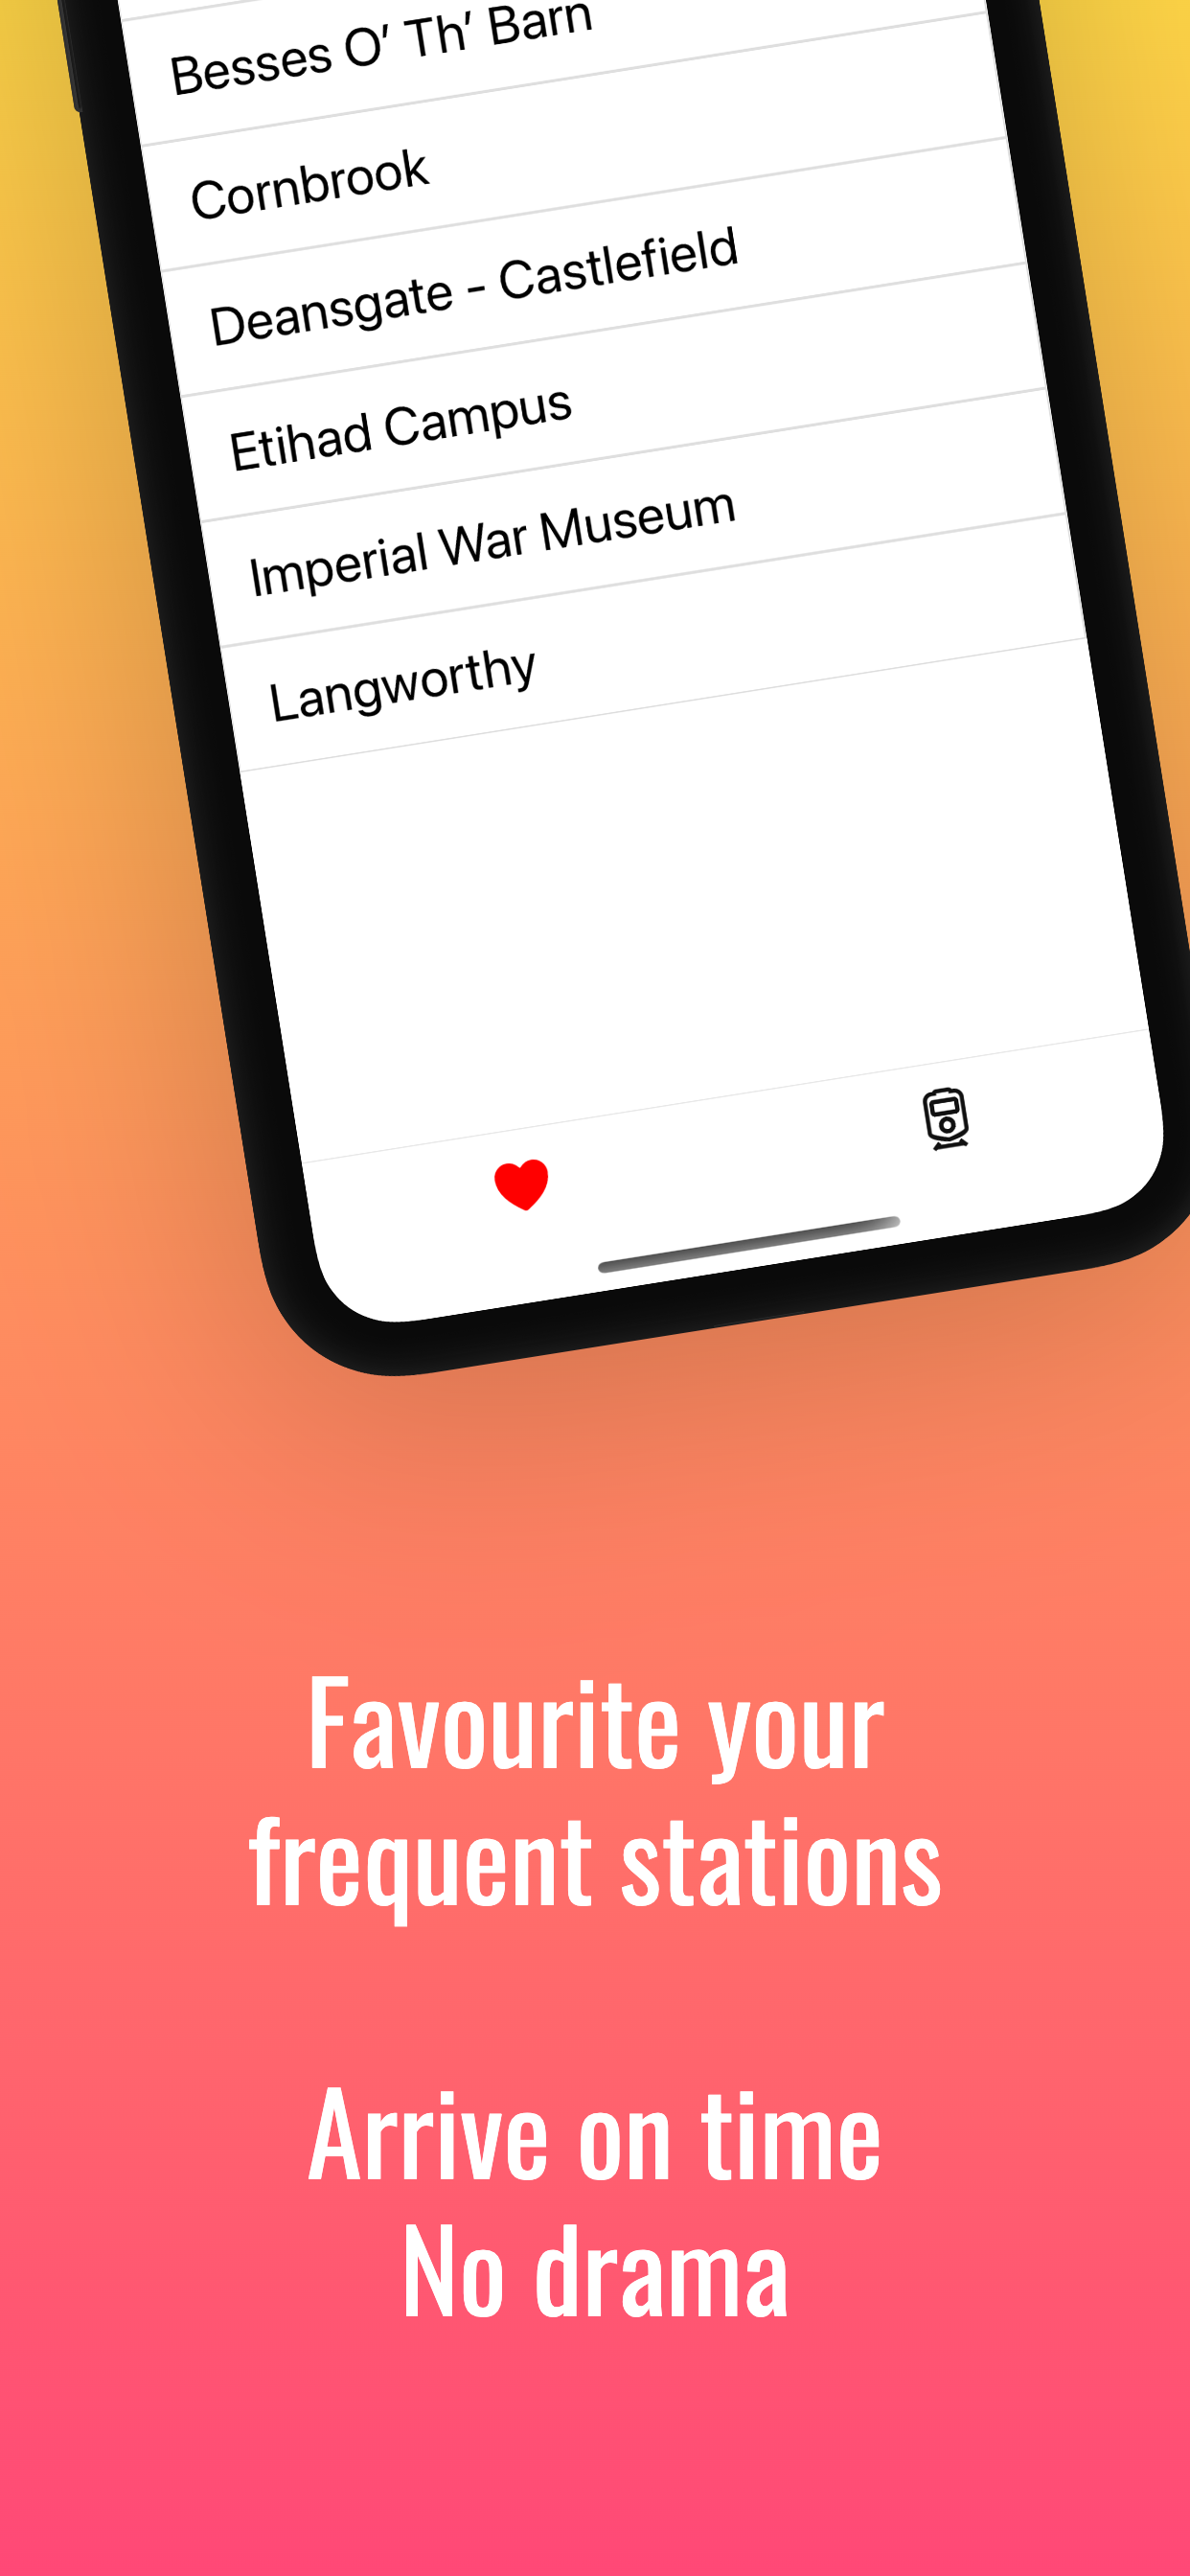 Besses O’ Th’ Barn
Cornbrook
Deansgate - Castlefield
Etihad Campus
Imperial War Museum
Langworthy
Favourite your
frequent stations
Arrive on time
No drama